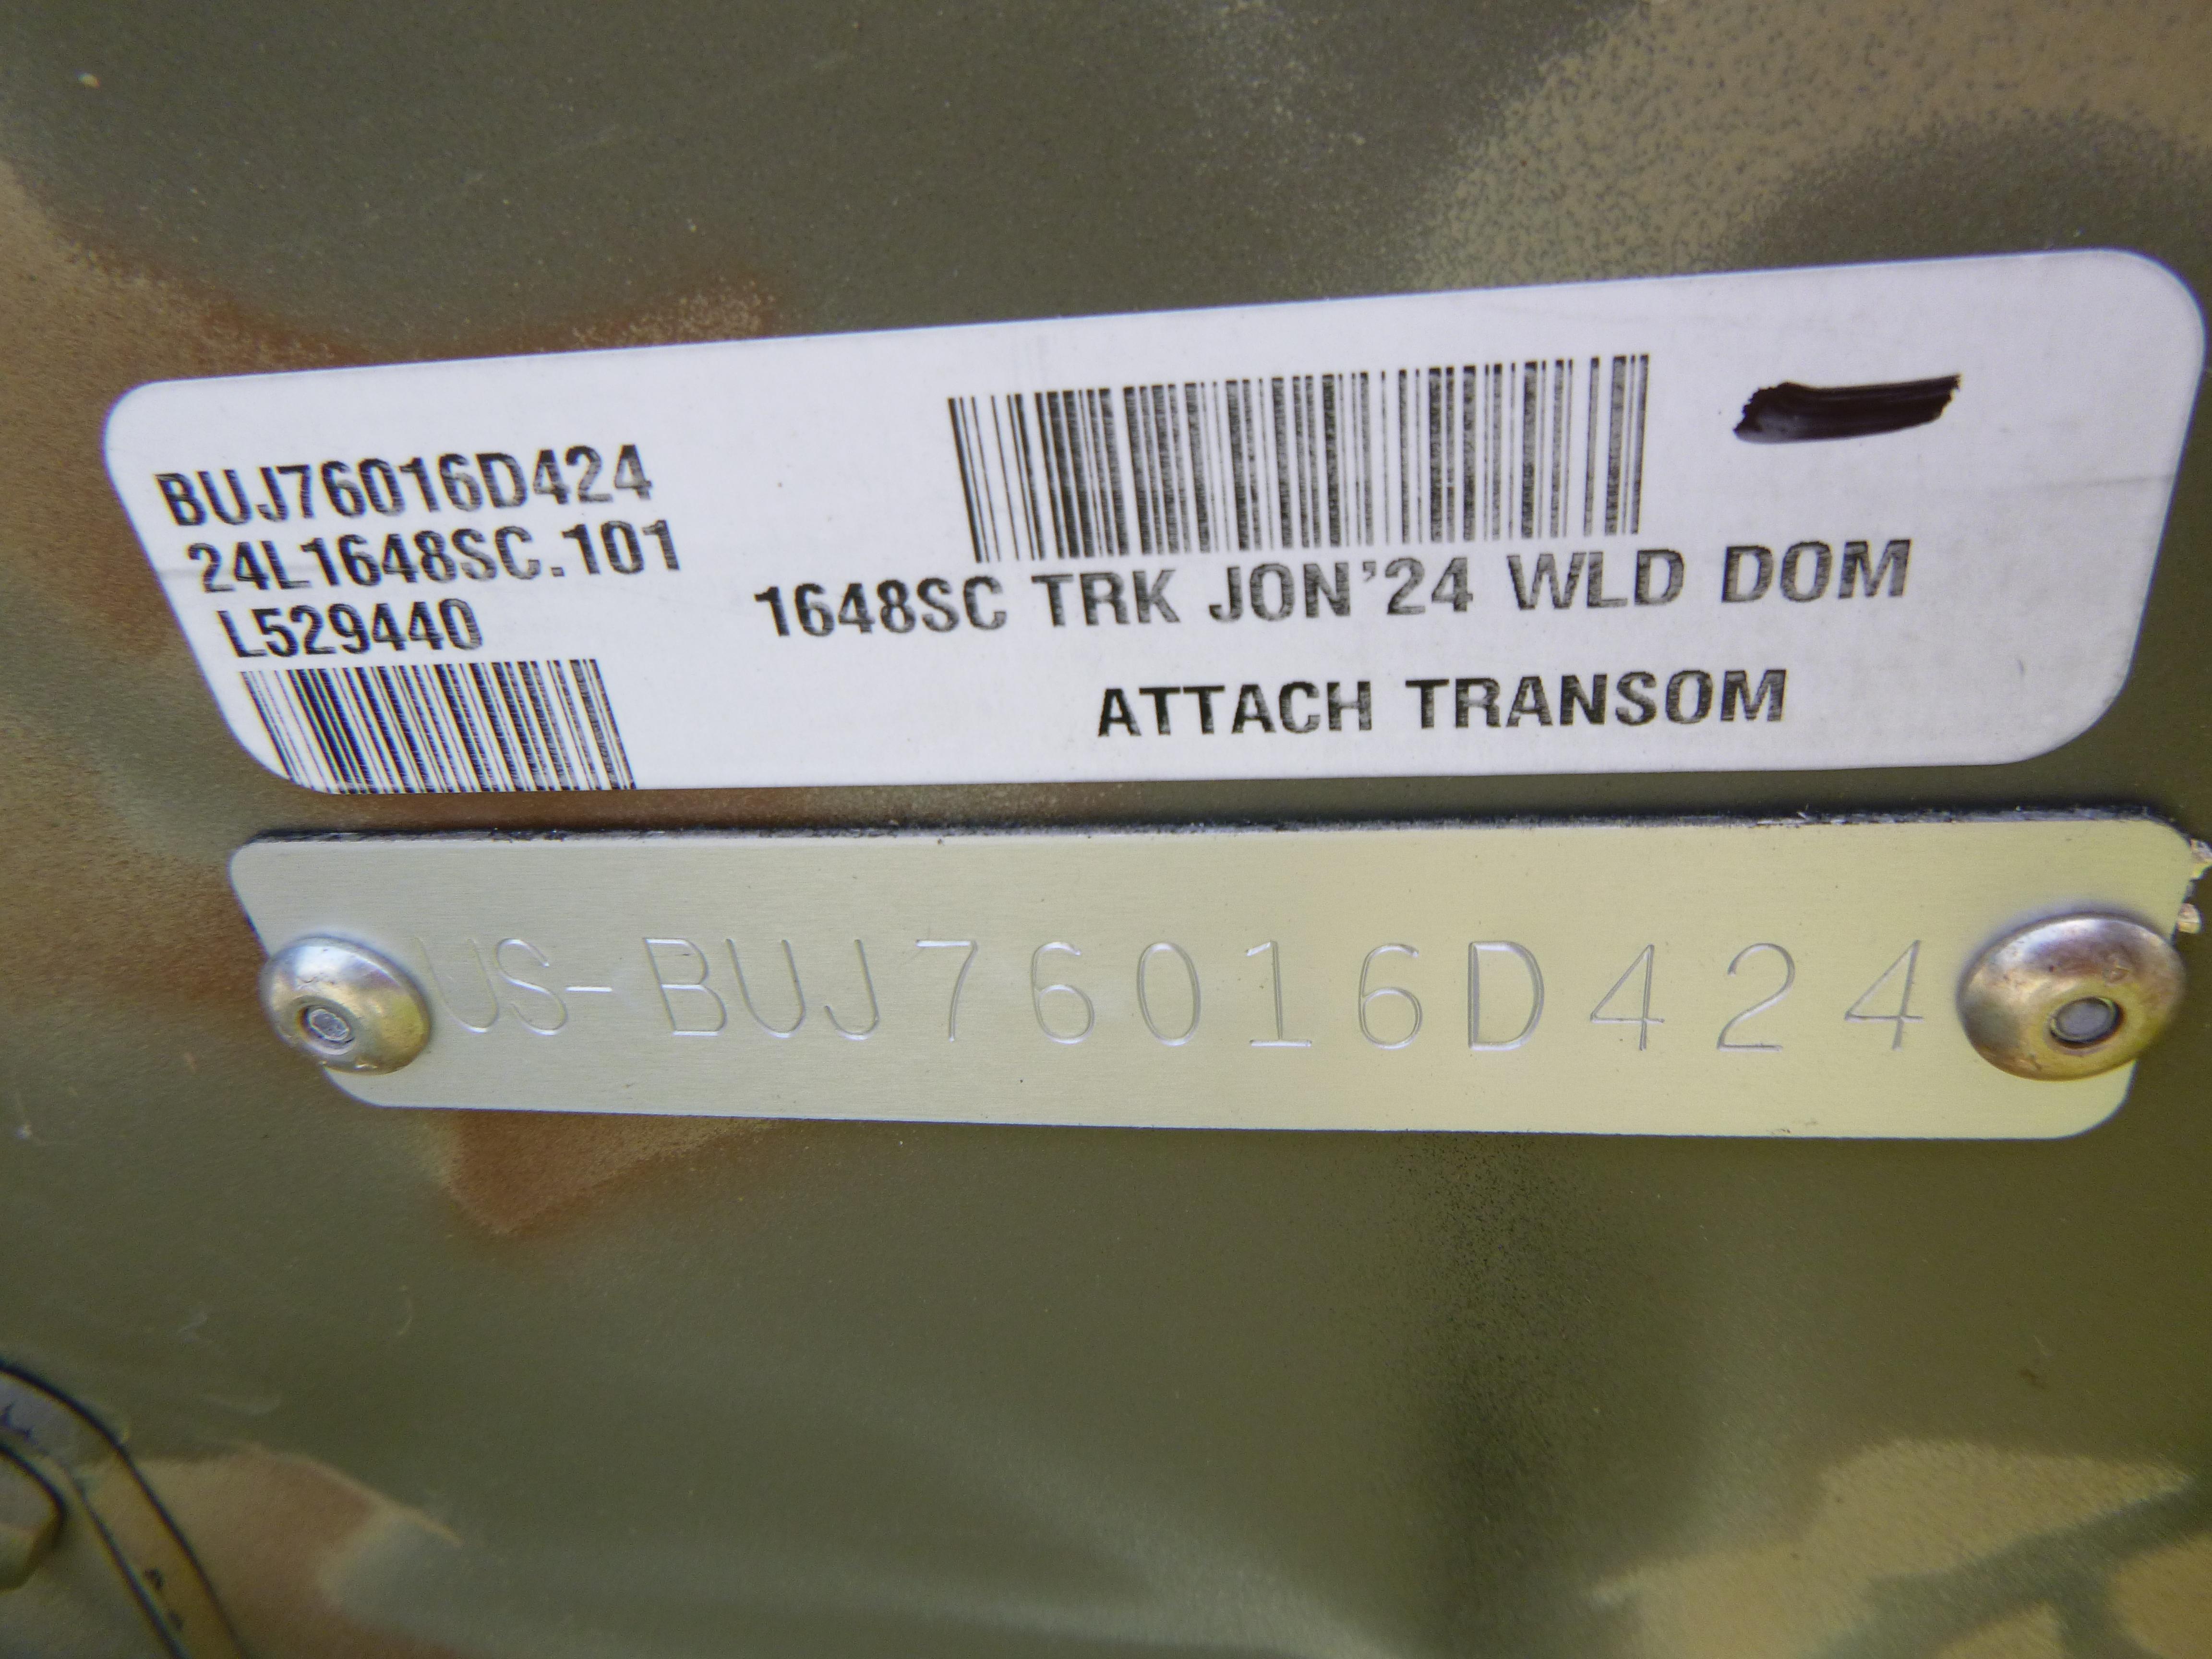 BUJ76016D424
24L1648SC.101
L529440
1648SC TRK JON'24 WLD DOM
ATTACH TRANSOM
US-BUJ76016D424